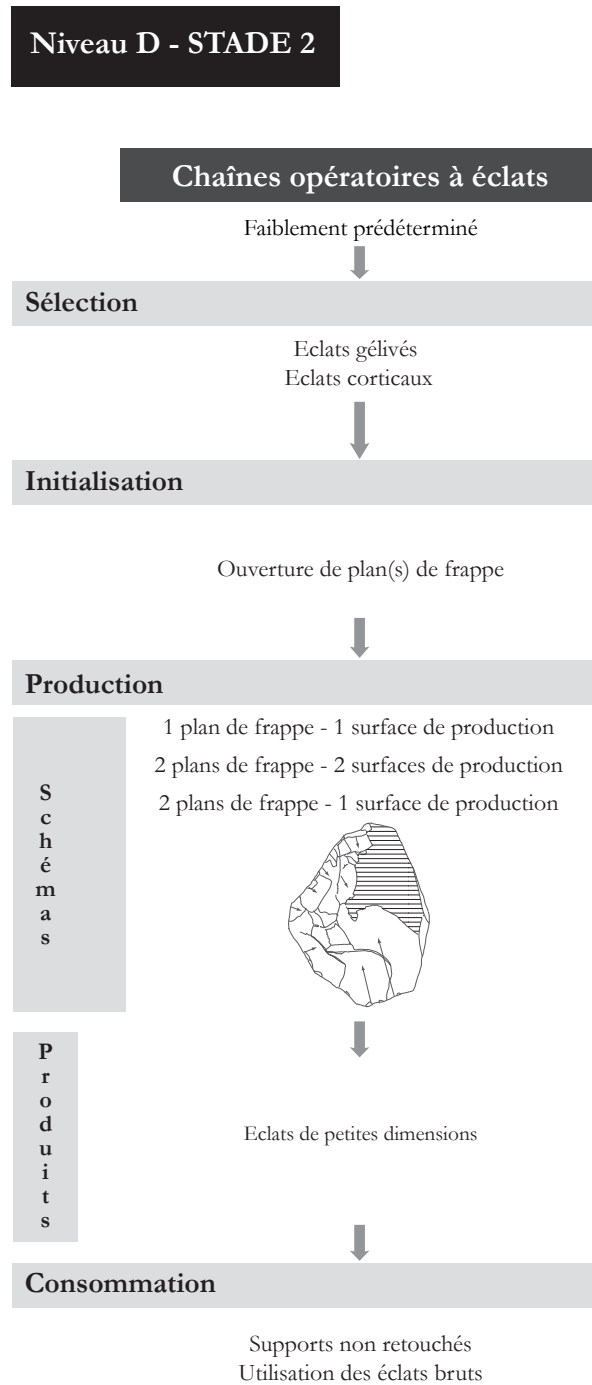 Niveau D - STADE 2
Chaînes opératoires à éclats
Faiblement prédéterminé
Sélection
Eclats gélivés
Eclats corticaux
Initialisation
Ouverture de plan(s) de frappe
Production
Schémas
1 plan de frappe - 1 surface de production
2 plans de frappe - 2 surfaces de production
2 plans de frappe - 1 surface de production
Produits
Eclats de petites dimensions
Consommation
Supports non retouchés
Utilisation des éclats bruts